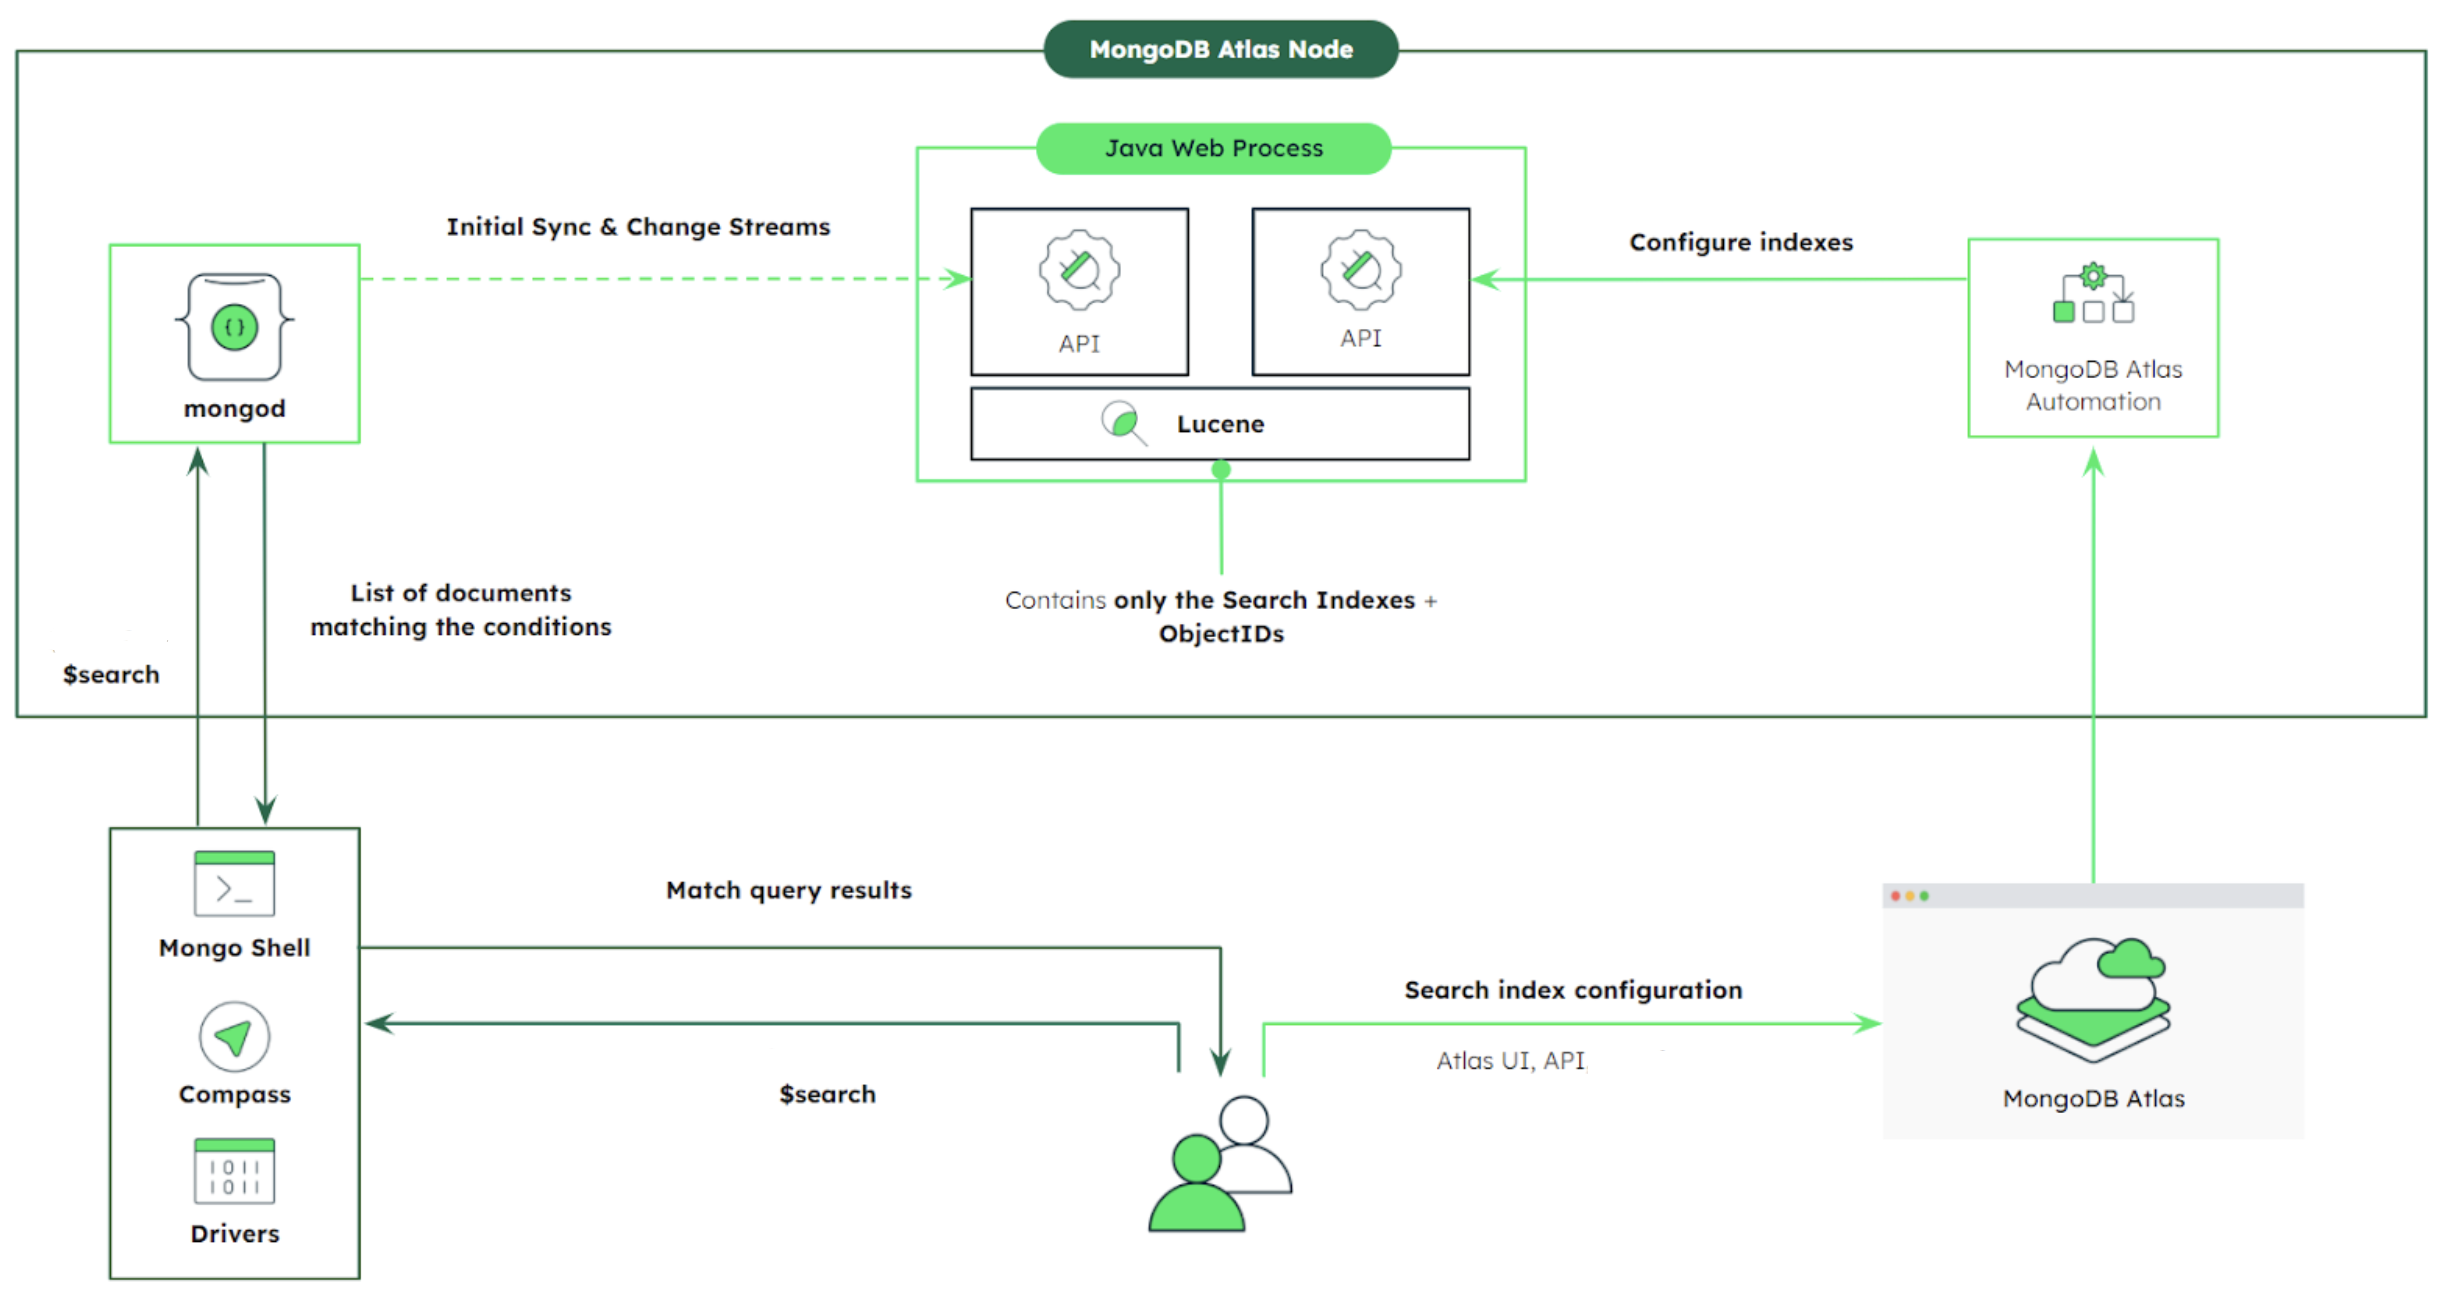 MongoDB Atlas Node
Java Web Process
Initial Sync & Change Streams
Configure indexes
API
API
mongod
Lucene
MongoDB Atlas
Automation
List of documents
matching the conditions
Contains only the Search Indexes +
ObjectIDs
$search
Mongo Shell
Compass
1011
1011
Drivers
Match query results
$search
Search index configuration
Atlas UI, API,
MongoDB Atlas